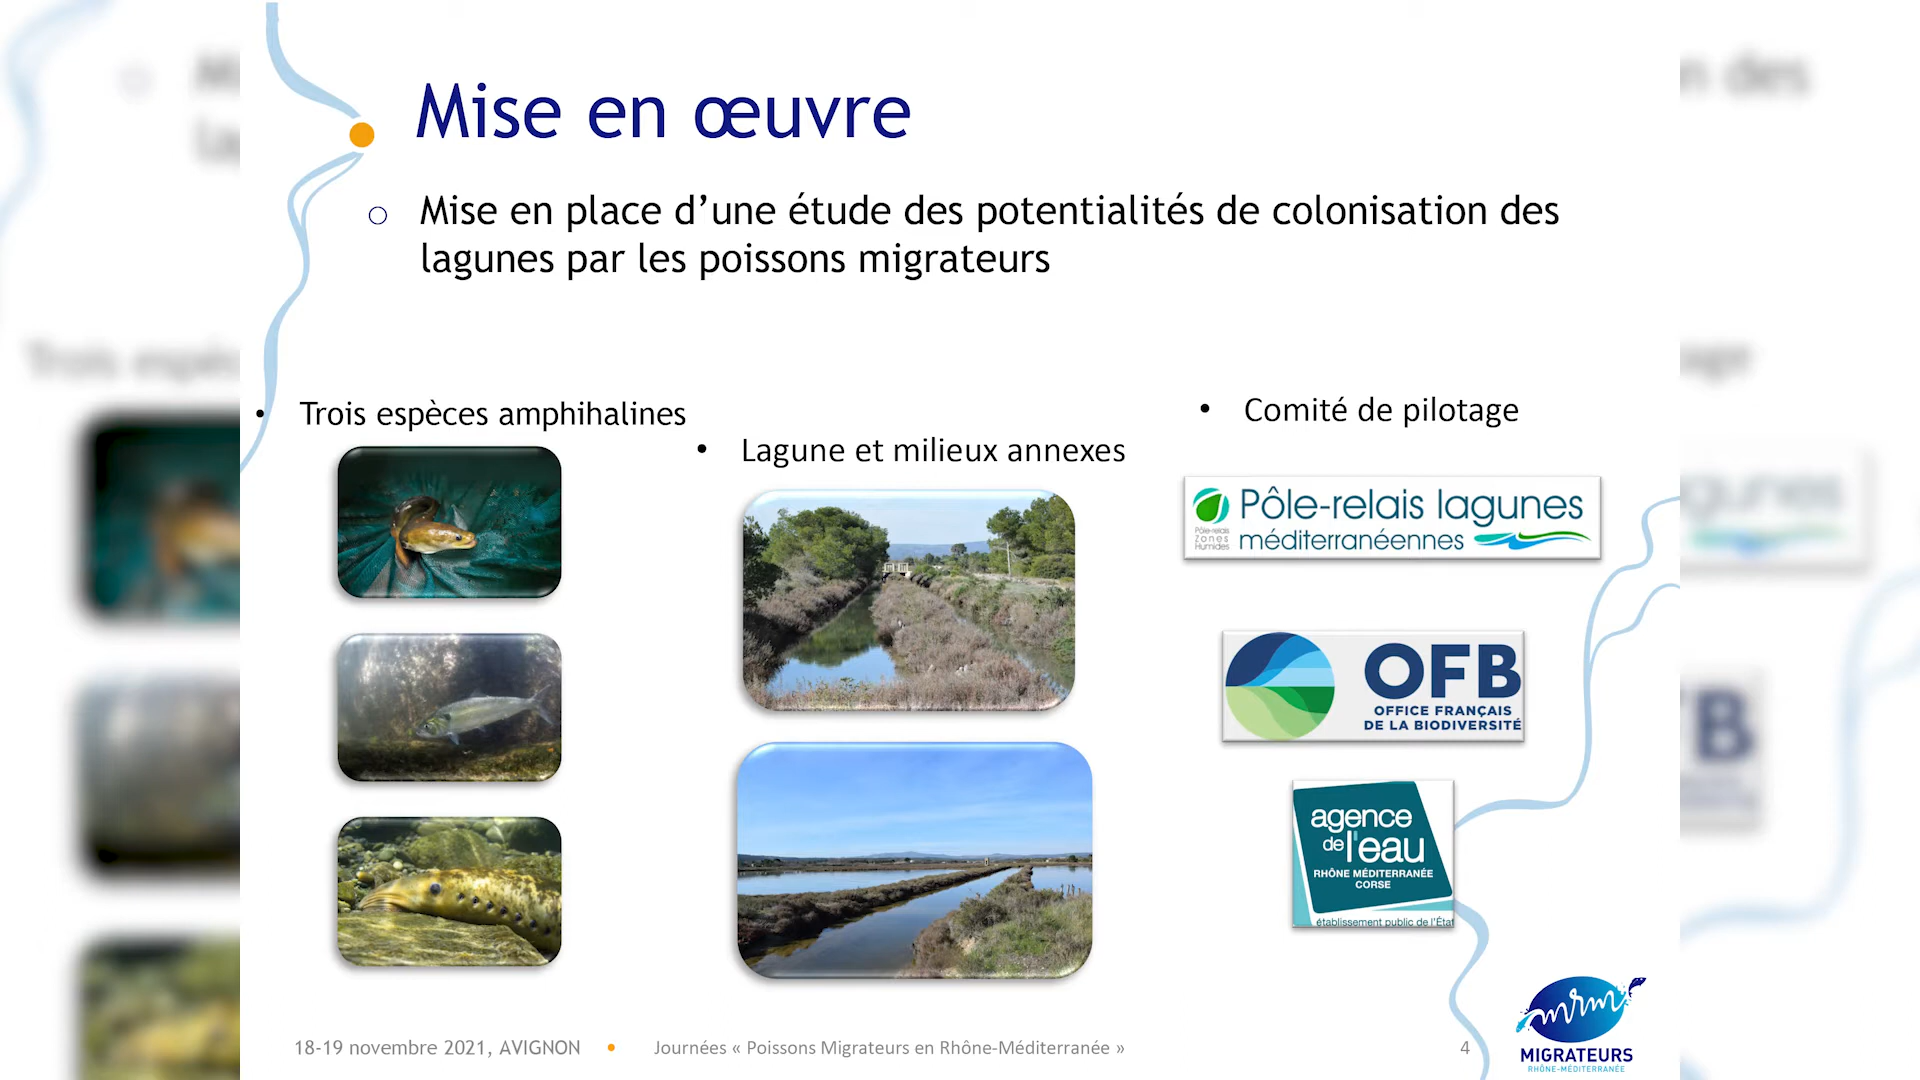 Mise en œuvre
Mise en place d’une étude des potentialités de colonisation des
lagunes par les poissons migrateurs
Trois espèces amphihalines
Lagune et milieux annexes
Comité de pilotage
Pôle-relais lagunes
méditerranéennes
Pôle-relais
Zones
Humides
OFB
OFFICE FRANÇAIS
DE LA BIODIVERSITÉ
agence
de l'eau
RHÔNE MÉDITERRANÉE
CORSE
établissement public de l'État
mrm
MIGRATEURS
RHÔNE-MÉDITERRANÉE
18-19 novembre 2021, AVIGNON • Journées « Poissons Migrateurs en Rhône-Méditerranée » 4